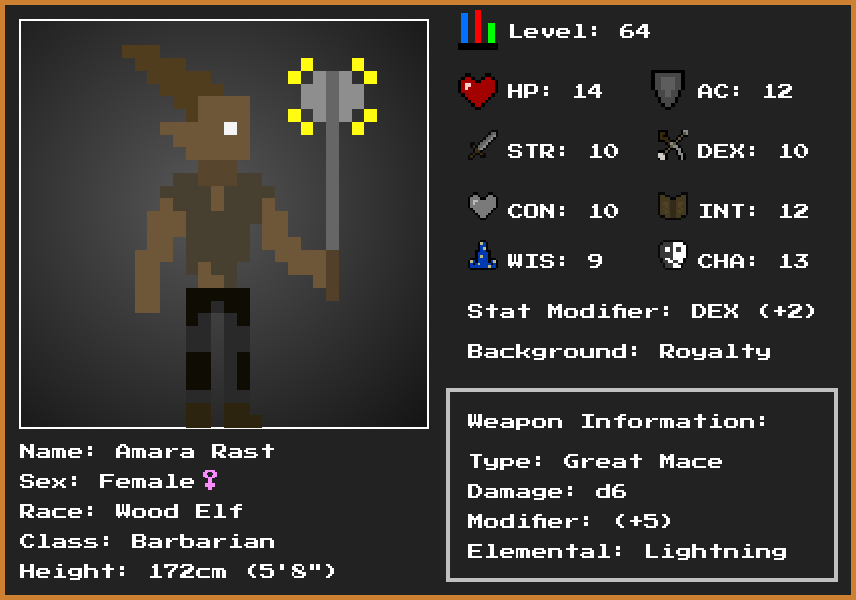 Level: 64
HP: 14
AC: 12
STR: 10
DEX: 10
CON: 10
INT: 12
WIS: 9
CHA: 13
Stat Modifier: DEX (+2)
Background: Royalty
Weapon Information:
Type: Great Mace
Damage: d6
Modifier: (+5)
Elemental: Lightning
Name: Amara Rast
Sex: Female♀
Race: Wood Elf
Class: Barbarian
Height: 172cm (5'8")